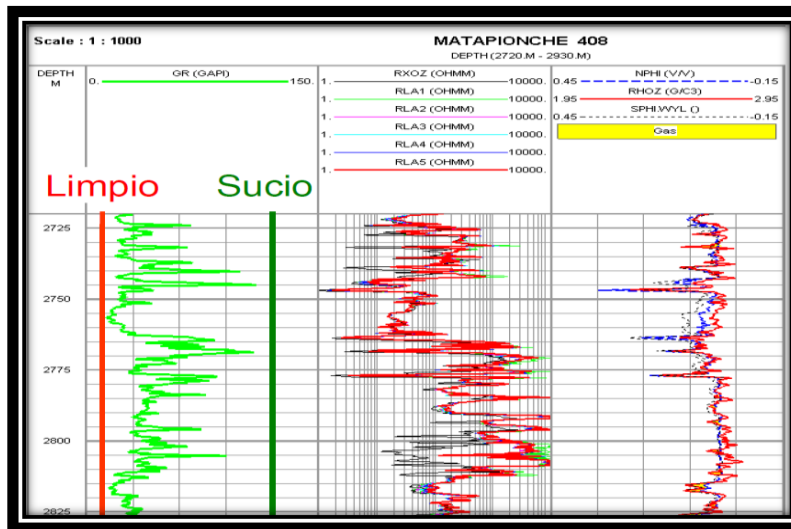 Scale : 1 : 1000
MATAPIONCHE 408
DEPTH (2720.M - 2930.M)
DEPTH
M
0. GR (GAPI) 150.
RXOZ (OHMM)
1. 10000.
RLA1 (OHMM)
1. 10000.
RLA2 (OHMM)
1. 10000.
RLA3 (OHMM)
1. 10000.
RLA4 (OHMM)
1. 10000.
RLA5 (OHMM)
1. 10000.
NPHI (V/V)
0.45 -0.15
RHOZ (G/C3)
1.95 2.95
SPHI.WYL ()
0.45 -0.15
Gas
Limpio Sucio
2725
2750
2775
2800
2825